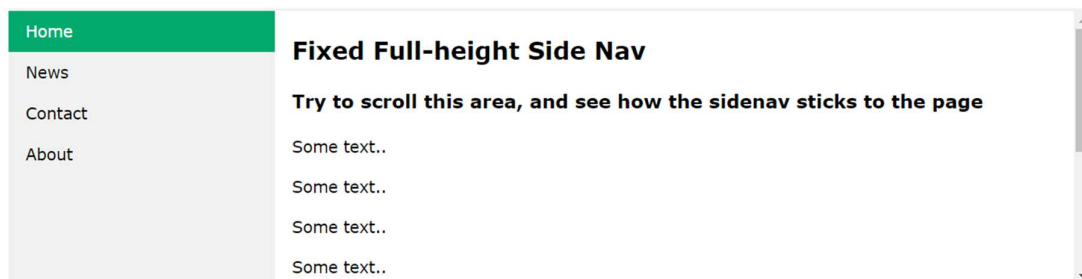 Home
News
Contact
About
Fixed Full-height Side Nav
Try to scroll this area, and see how the sidenav sticks to the page
Some text..
Some text..
Some text..
Some text..